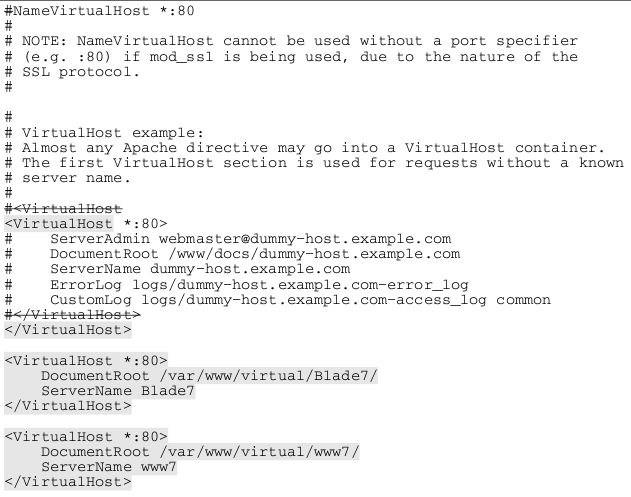 #NameVirtualHost *:80
#
# NOTE: NameVirtualHost cannot be used without a port specifier
# (e.g. :80) if mod_ssl is being used, due to the nature of the
# SSL protocol.
#
#
# VirtualHost example:
# Almost any Apache directive may go into a VirtualHost container.
# The first VirtualHost section is used for requests without a known
# server name.
#
#<VirtualHost
<VirtualHost *:80>
#    ServerAdmin webmaster@dummy-host.example.com
#    DocumentRoot /www/docs/dummy-host.example.com
#    ServerName dummy-host.example.com
#    ErrorLog logs/dummy-host.example.com-error_log
#    CustomLog logs/dummy-host.example.com-access_log common
#</VirtualHost>
</VirtualHost>
<VirtualHost *:80>
    DocumentRoot /var/www/virtual/Blade7/
    ServerName Blade7
</VirtualHost>
<VirtualHost *:80>
    DocumentRoot /var/www/virtual/www7/
    ServerName www7
</VirtualHost>